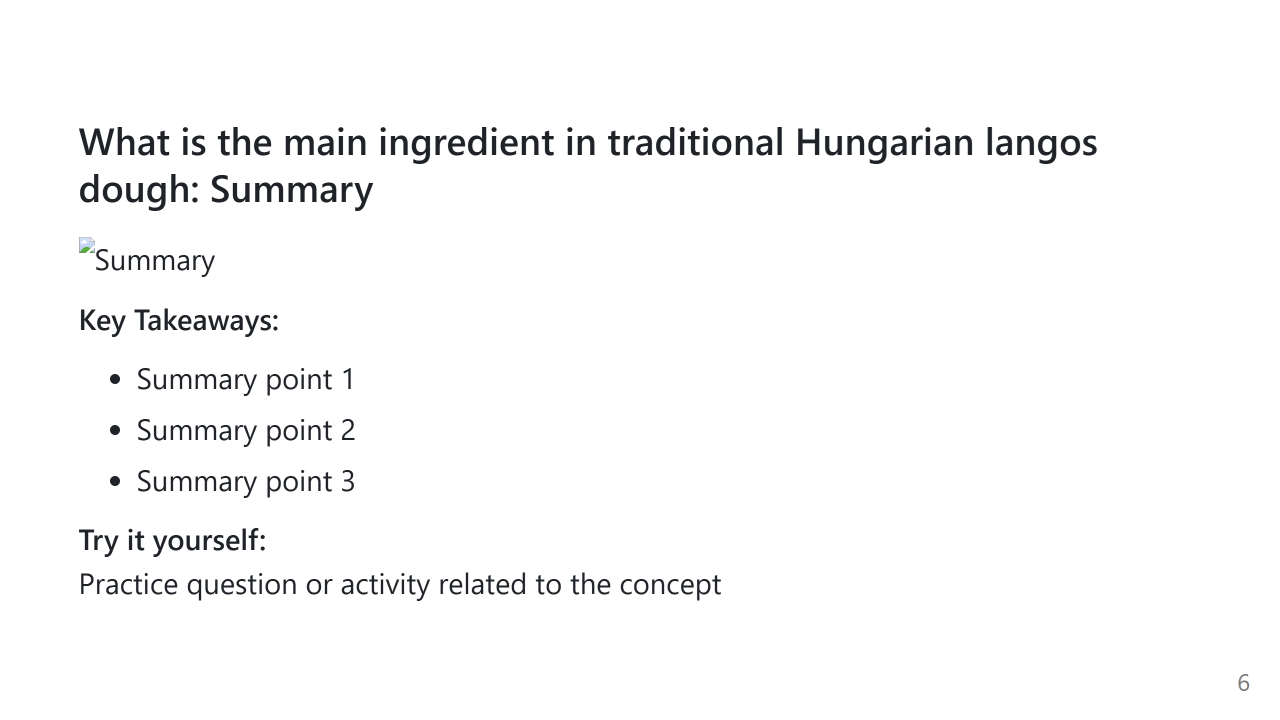 What is the main ingredient in traditional Hungarian langos
dough: Summary
Summary
Key Takeaways:
• Summary point 1
• Summary point 2
• Summary point 3
Try it yourself:
Practice question or activity related to the concept
6